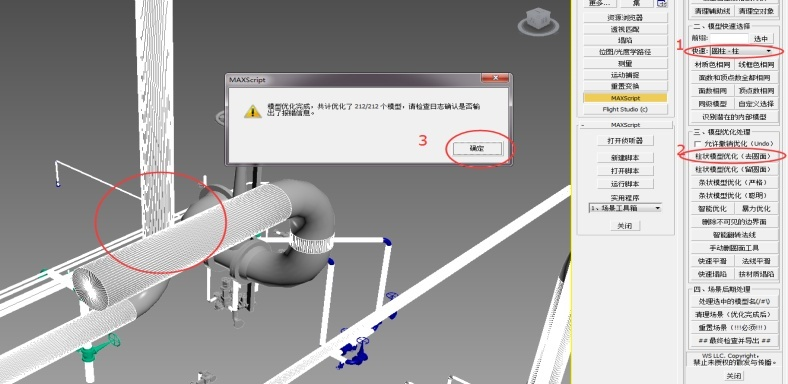 更多...
集
资源浏览器
透视匹配
塌陷
位图/光度学路径
测量
运动捕捉
重置变换
MAXScript
Flight Studio (c)
MAXScript
打开侦听器
新建脚本
打开脚本
运行脚本
实用程序
1、场景工具箱
关闭
MAXScript
模型优化完成，共计优化了 212/212 个模型，请检查日志确认是否输
出了报错信息。
3
确定
清理辅助线
清理空对象
二、模型快速选择
前缀:
选中
1
快速:
圆柱 - 柱
材质色相同
线框色相同
面数和顶点数全都相同
面数相同
顶点数相同
同级模型
自定义选择
识别潜在的内部模型
三、模型优化处理
允许撤销优化 (Undo)
2
柱状模型优化 (去圆面)
柱状模型优化 (留圆面)
条状模型优化 (严格)
条状模型优化 (聪明)
智能优化
暴力优化
删除不可见的边界面
智能翻转法线
手动删圆面工具
快速平滑
法线平滑
快速塌陷
按材质塌陷
四、场景后期处理
处理选中的模型名(/#\)
清理场景 (优化完成后)
重置场景 (!!!必须!!!)
## 最终检查并导出 ##
WS LLC. Copyright,
禁止未授权的散发与传播~
关闭